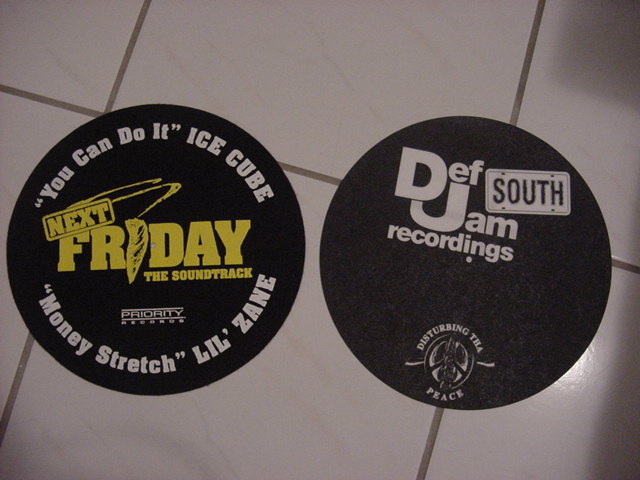 "You Can Do It" ICE CUBE
NEXT
FRIDAY
THE SOUNDTRACK
PRIORITY
RECORDS
"Money Stretch" LIL' ZANE
Def
SOUTH
Jam
recordings
DISTURBING THA
PEACE